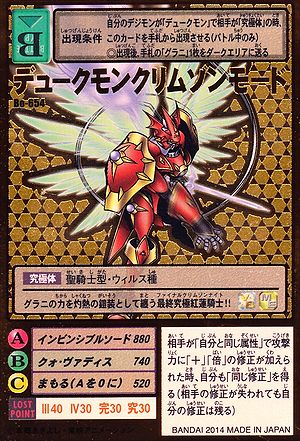 B
出現条件
自分のデジモンが「デュークモン」で相手が「究極体」の時、
このカードを手札から出現させる(バトル中のみ)
◎出現後、手札の「グラニ」1枚をダークエリアに送る
デュークモンクリムゾンモード
Bo-654
究極体
聖騎士型・ウィルス種
グラニの力を灼熱の鎧装として纏う最終究極紅蓮騎士!!
A インビンシブルソード 880
B クォ・ヴァディス 740
C まもる(Aを0に) 520
LOST POINT
Ⅲ40 Ⅳ30 完30 究30
相手が「自分と同じ属性」で攻撃
力に「+」「倍」の修正が加えら
れた時、自分も「同じ修正」を得
る(相手の修正が失われても自
分の修正は残る)
BANDAI 2014 MADE IN JAPAN